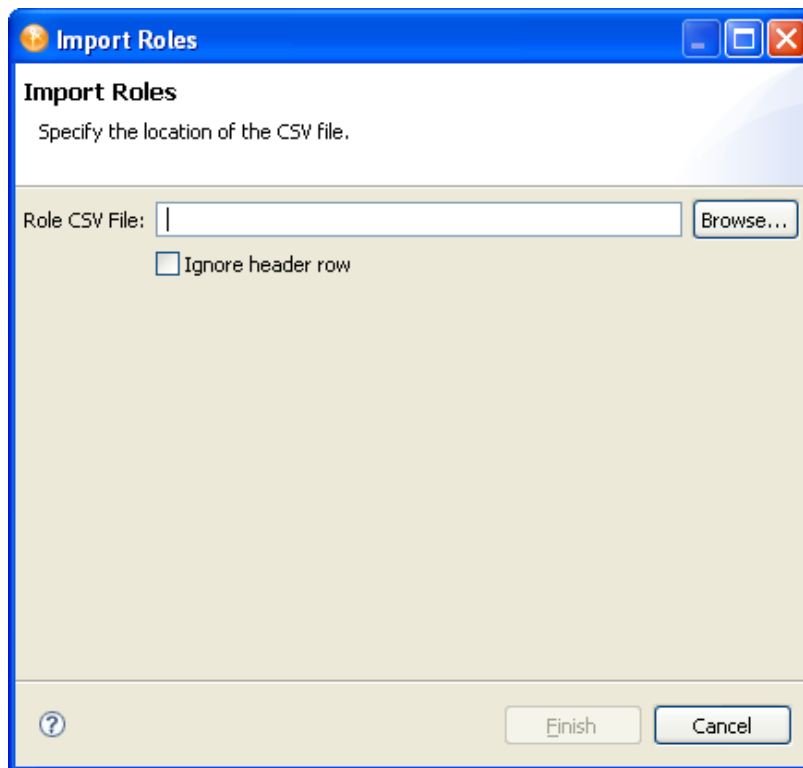 Import Roles
Import Roles
Specify the location of the CSV file.
Role CSV File: Browse...
Ignore header row
? Finish Cancel